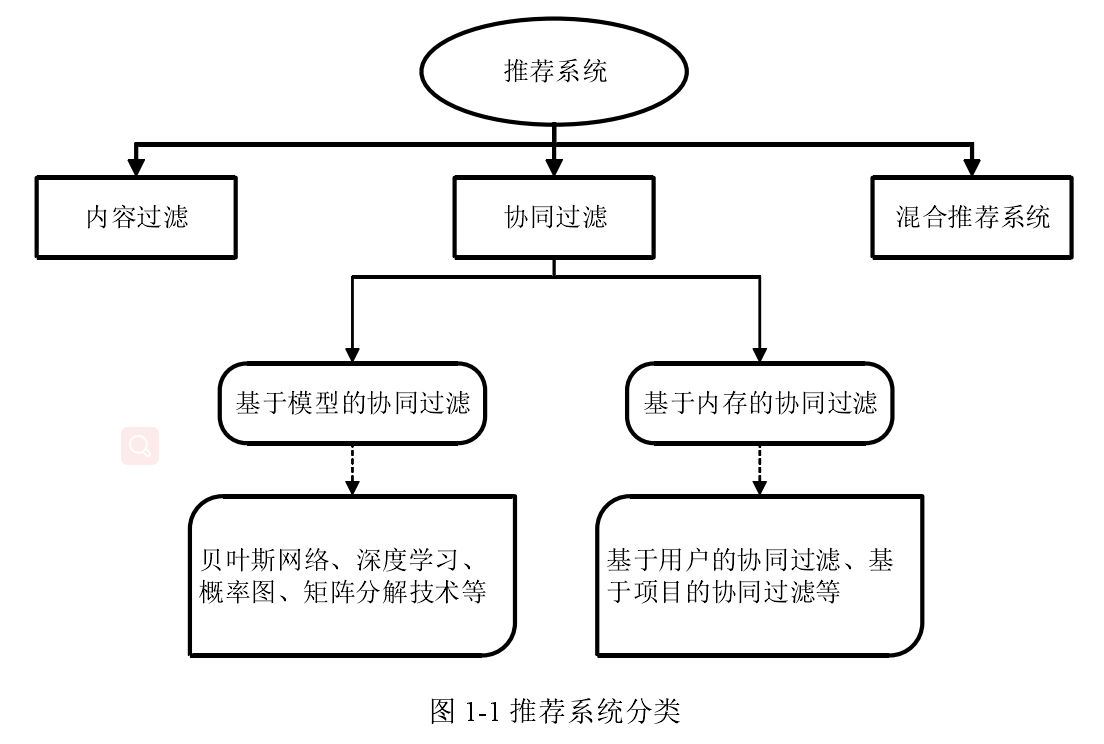 推荐系统
内容过滤
协同过滤
混合推荐系统
基于模型的协同过滤
基于内存的协同过滤
贝叶斯网络、深度学习、
概率图、矩阵分解技术等
基于用户的协同过滤、基
于项目的协同过滤等
图 1-1 推荐系统分类